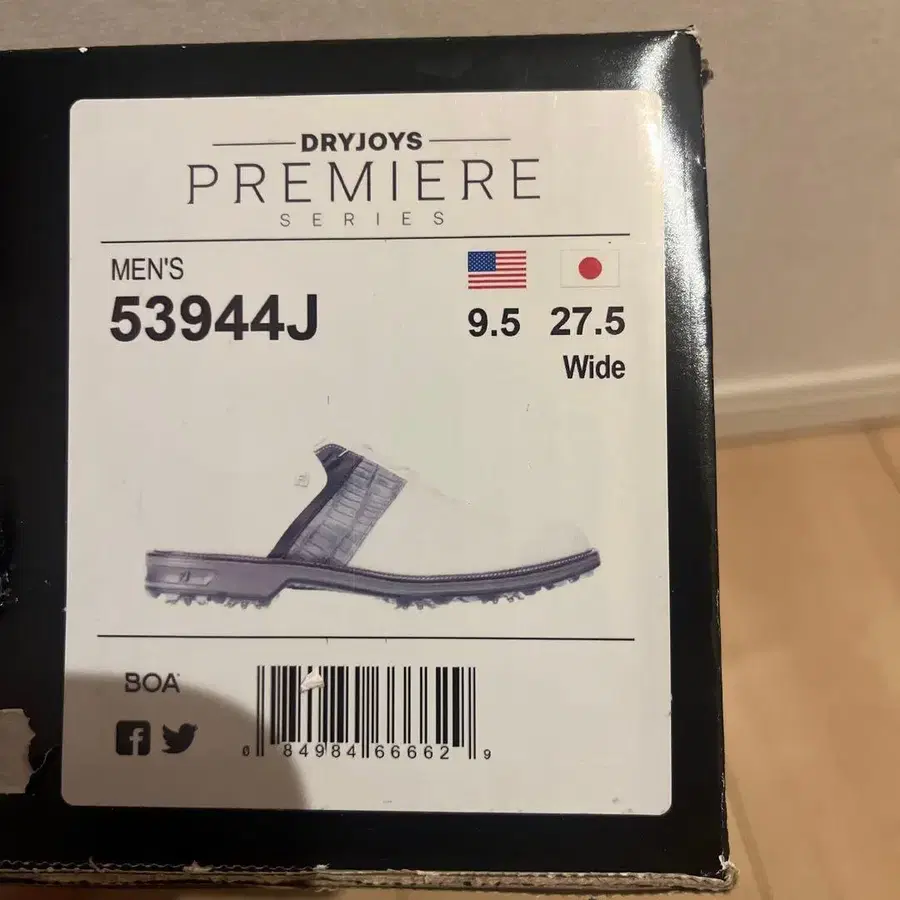 DRYJOYS
PREMIERE
SERIES
MEN'S
53944J
9.5 27.5
Wide
BOA
0 84984 66662 9